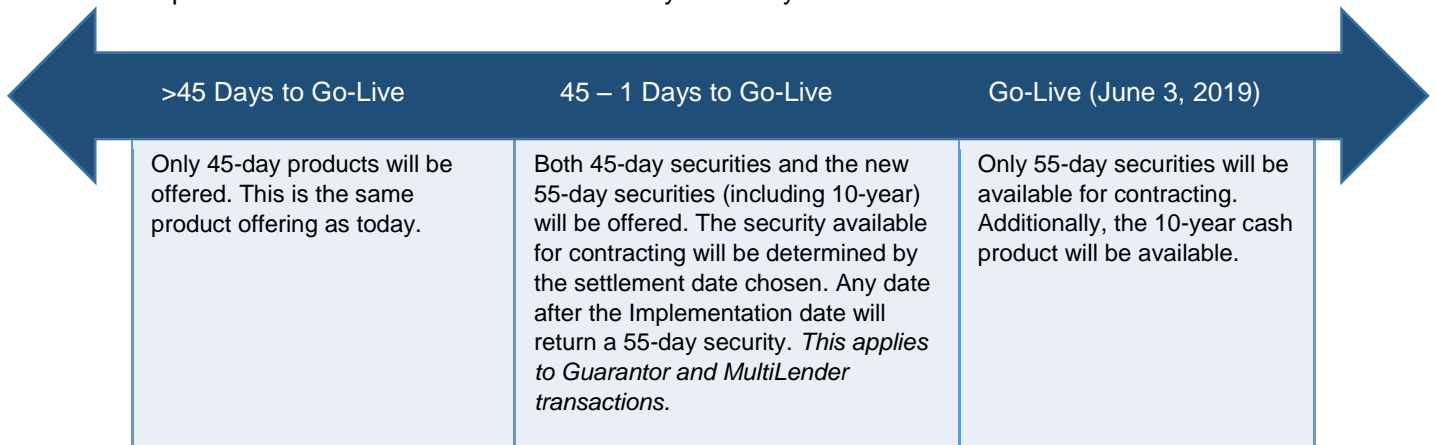 >45 Days to Go-Live
45 – 1 Days to Go-Live
Go-Live (June 3, 2019)
Only 45-day products will be
offered. This is the same
product offering as today.
Both 45-day securities and the new
55-day securities (including 10-year)
will be offered. The security available
for contracting will be determined by
the settlement date chosen. Any date
after the Implementation date will
return a 55-day security. This applies
to Guarantor and MultiLender
transactions.
Only 55-day securities will be
available for contracting.
Additionally, the 10-year cash
product will be available.